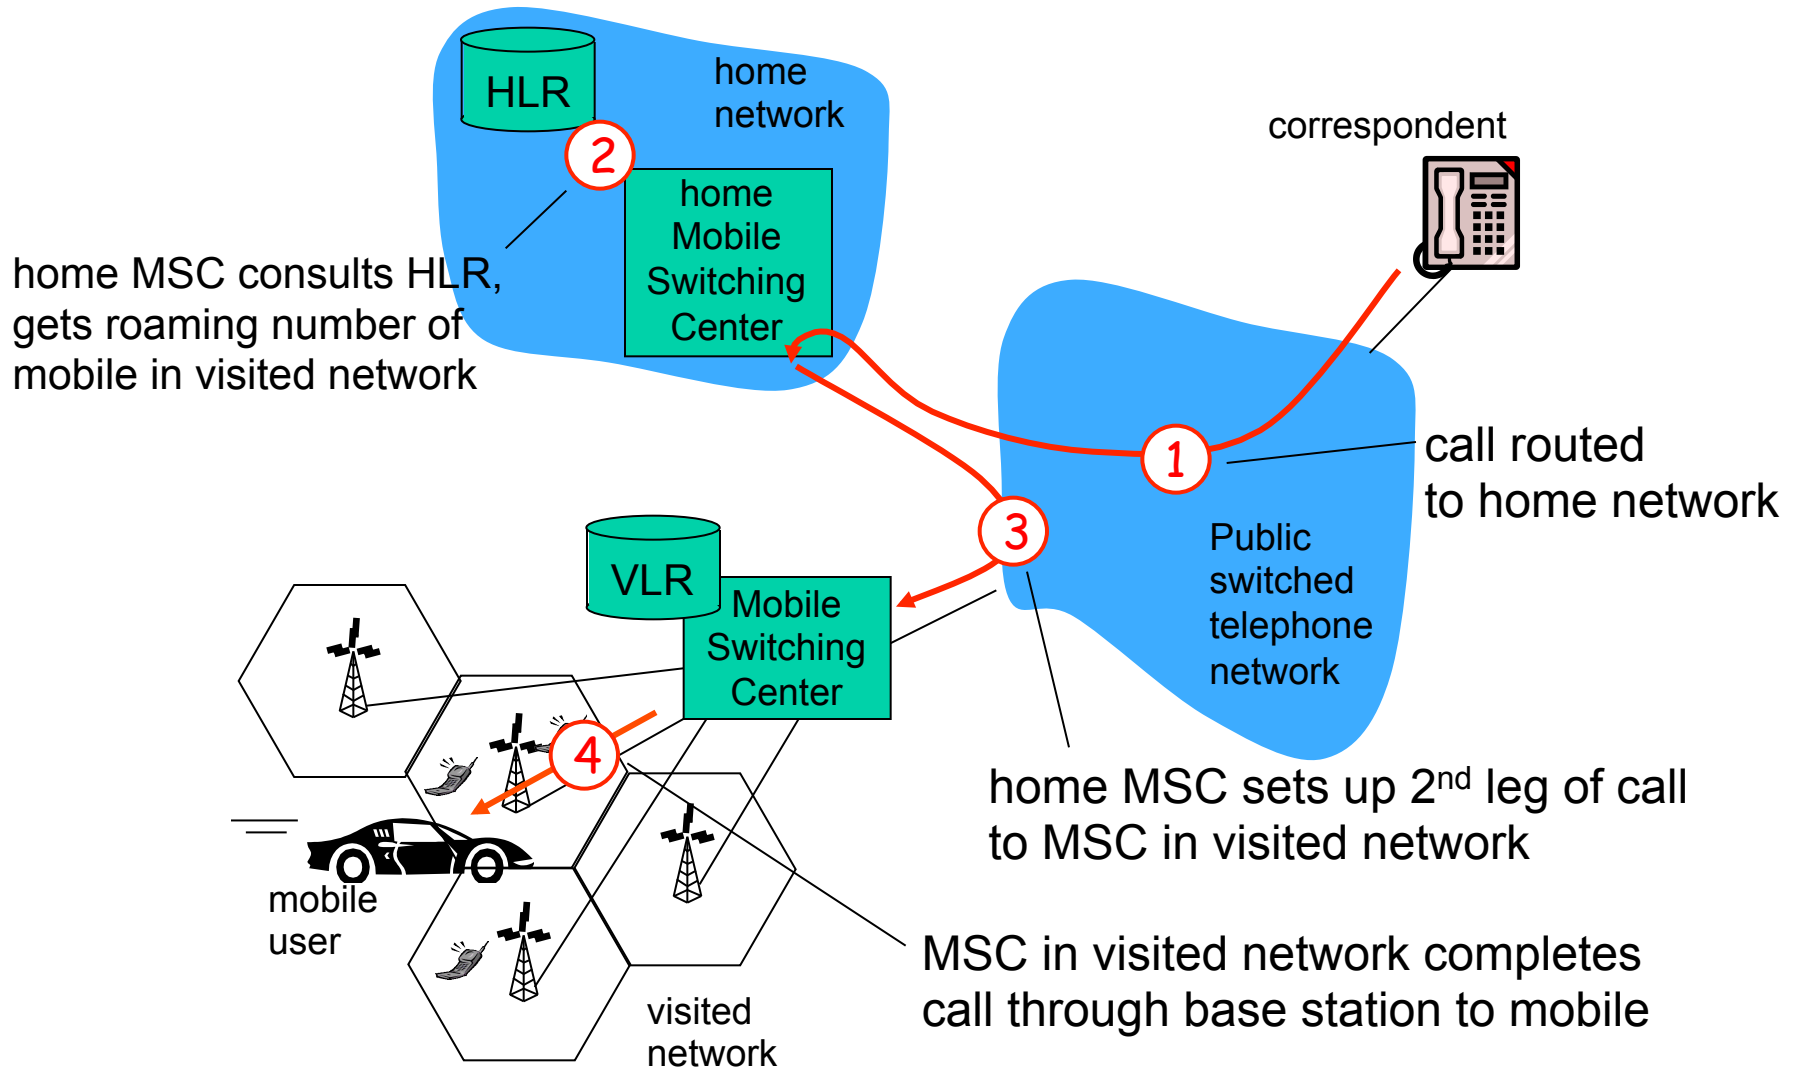 HLR
home
network
2
home
Mobile
Switching
Center
correspondent
home MSC consults HLR,
gets roaming number of
mobile in visited network
1
call routed
to home network
3
Public
switched
telephone
network
VLR
Mobile
Switching
Center
4
home MSC sets up 2nd leg of call
to MSC in visited network
mobile
user
MSC in visited network completes
call through base station to mobile
visited
network